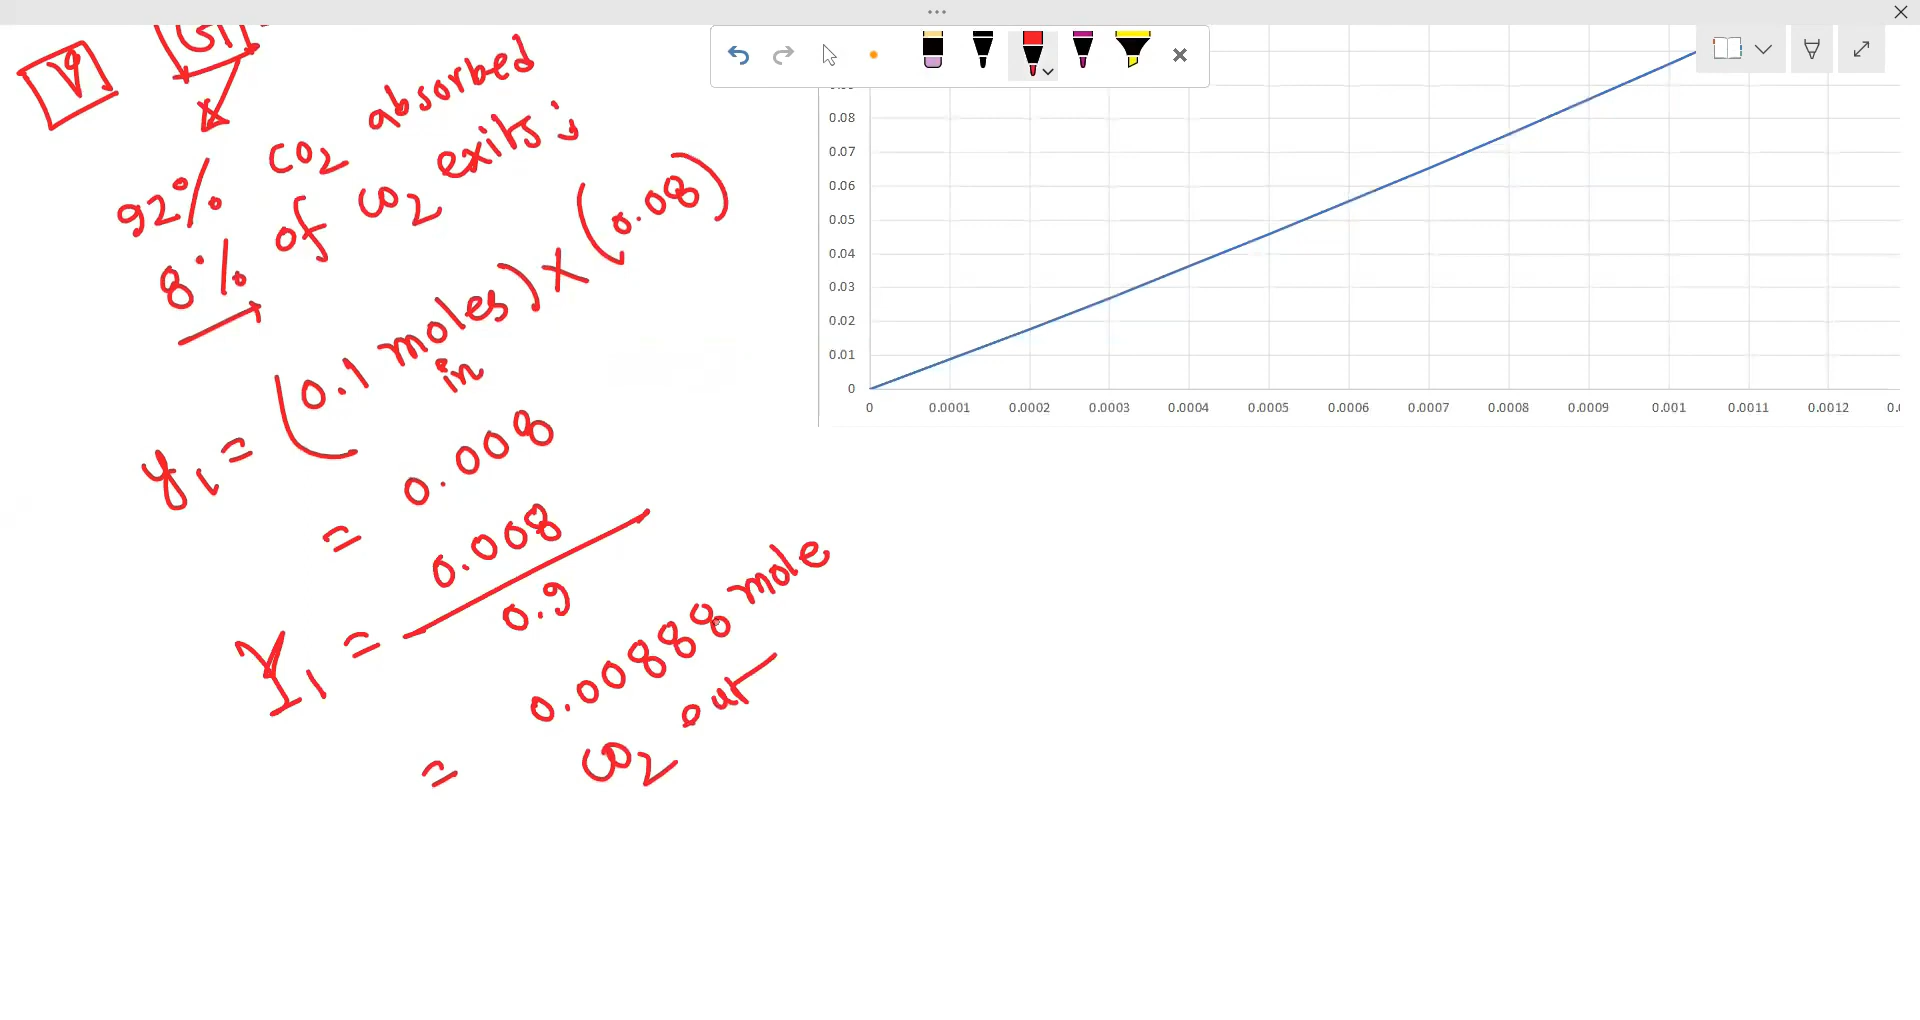 92% CO2 absorbed
8% of CO2 exits;
y1 = (0.1 moles) x (0.08)
in
= 0.008
Y1 = 0.008
0.9
= 0.00888 mole
CO2 out
0.08
0.07
0.06
0.05
0.04
0.03
0.02
0.01
0
0 0.0001 0.0002 0.0003 0.0004 0.0005 0.0006 0.0007 0.0008 0.0009 0.001 0.0011 0.0012